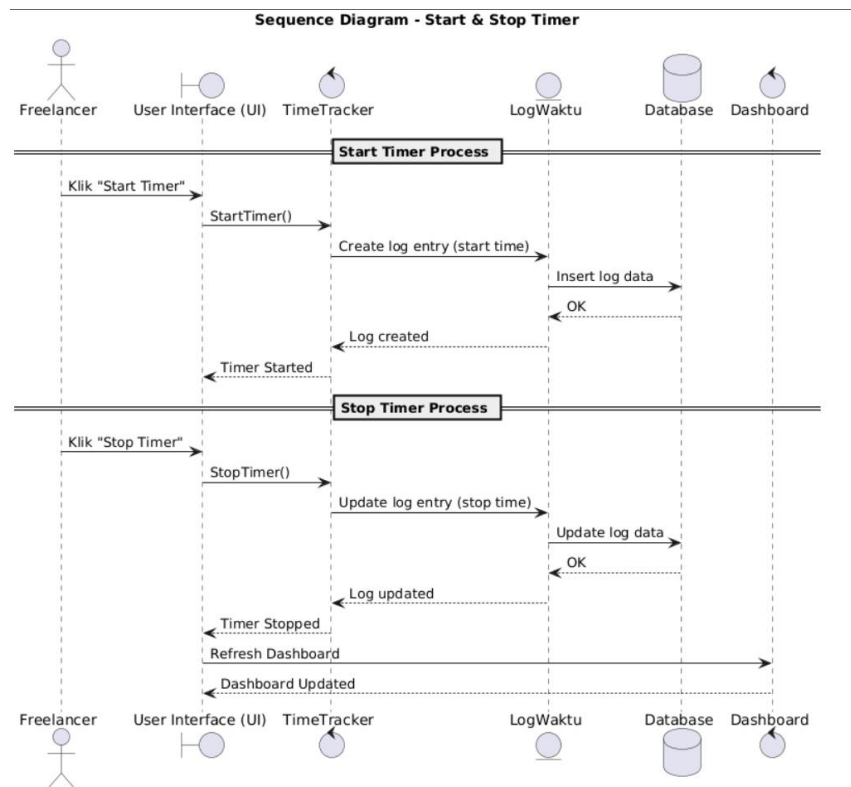 Sequence Diagram - Start & Stop Timer
Freelancer User Interface (UI) TimeTracker LogWaktu Database Dashboard
Start Timer Process
Klik "Start Timer"
StartTimer()
Create log entry (start time)
Insert log data
OK
Log created
Timer Started
Stop Timer Process
Klik "Stop Timer"
StopTimer()
Update log entry (stop time)
Update log data
OK
Log updated
Timer Stopped
Refresh Dashboard
Dashboard Updated
Freelancer User Interface (UI) TimeTracker LogWaktu Database Dashboard